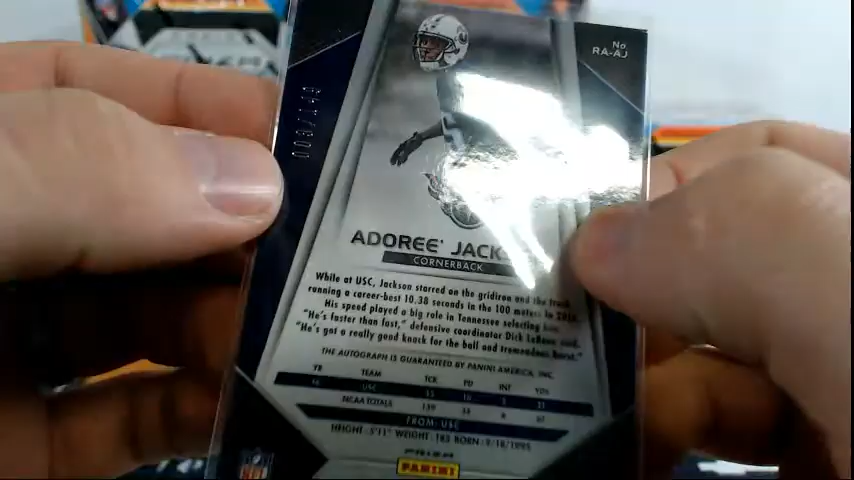 No
RA-AJ
ADOREE' JACK
CORNERBACK
While at USC, Jackson starred on the gridiron and the track
running a career-best 10.38 seconds in the 100 meters in
His speed played a big role in Tennessee selecting him.
"He's faster than fast," defensive coordinator Dick LeBeau said.
"He's got a really good knack for the ball and tremendous burst."
THE AUTOGRAPH IS GUARANTEED BY PANINI AMERICA, INC.
YR TEAM TCK PD INT YDS
16 USC
NCAA TOTALS 139
FROM: USC
HEIGHT: 5'11" WEIGHT: 185 BORN: 9/18/1995
PRIZM
PANINI